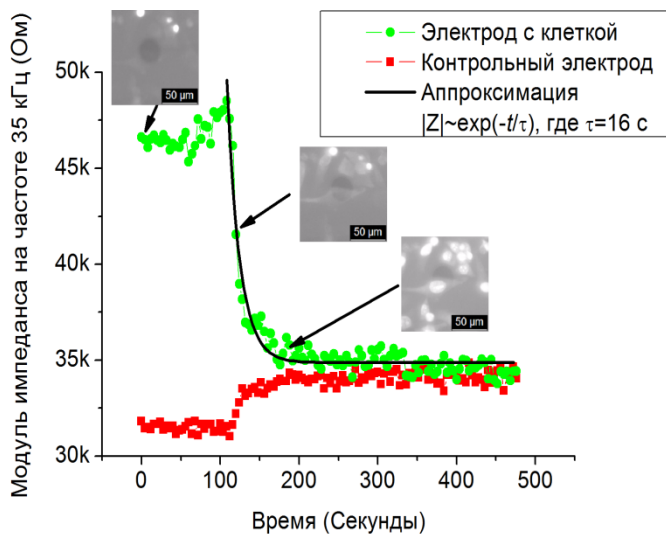 Электрод с клеткой
Контрольный электрод
Аппроксимация
|Z|~exp(-t/τ), где τ=16 с
50 µm
50 µm
50 µm
Модуль импеданса на частоте 35 кГц (Ом)
50k
45k
40k
35k
30k
0 100 200 300 400 500
Время (Секунды)